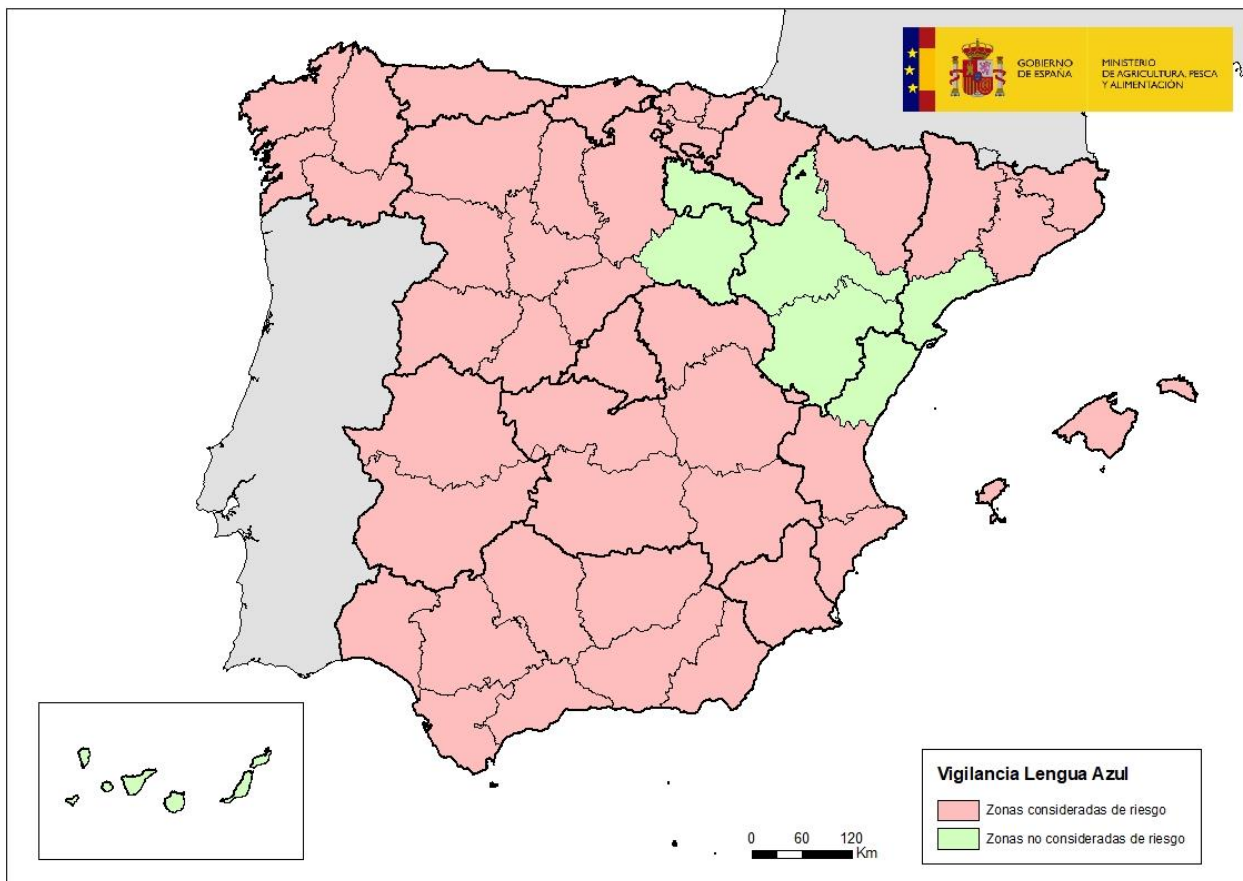 GOBIERNO
DE ESPAÑA
MINISTERIO
DE AGRICULTURA, PESCA
Y ALIMENTACIÓN
Vigilancia Lengua Azul
Zonas consideradas de riesgo
Zonas no consideradas de riesgo
0 60 120
Km